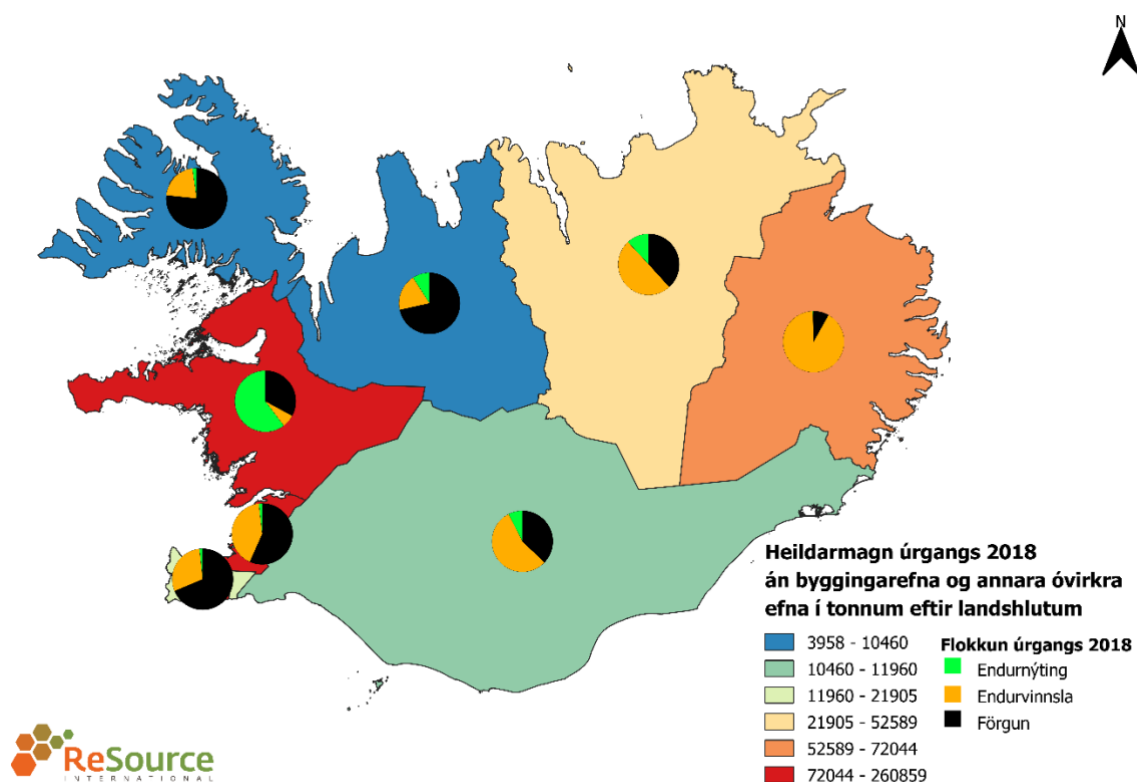 N
Heildarmagn úrgangs 2018
án byggingarefna og annara óvirkra
efna í tonnum eftir landshlutum
3958 - 10460
10460 - 11960
11960 - 21905
21905 - 52589
52589 - 72044
72044 - 260859
Flokkun úrgangs 2018
Endurnýting
Endurvinnsla
Förgun
ReSource
INTERNATIONAL